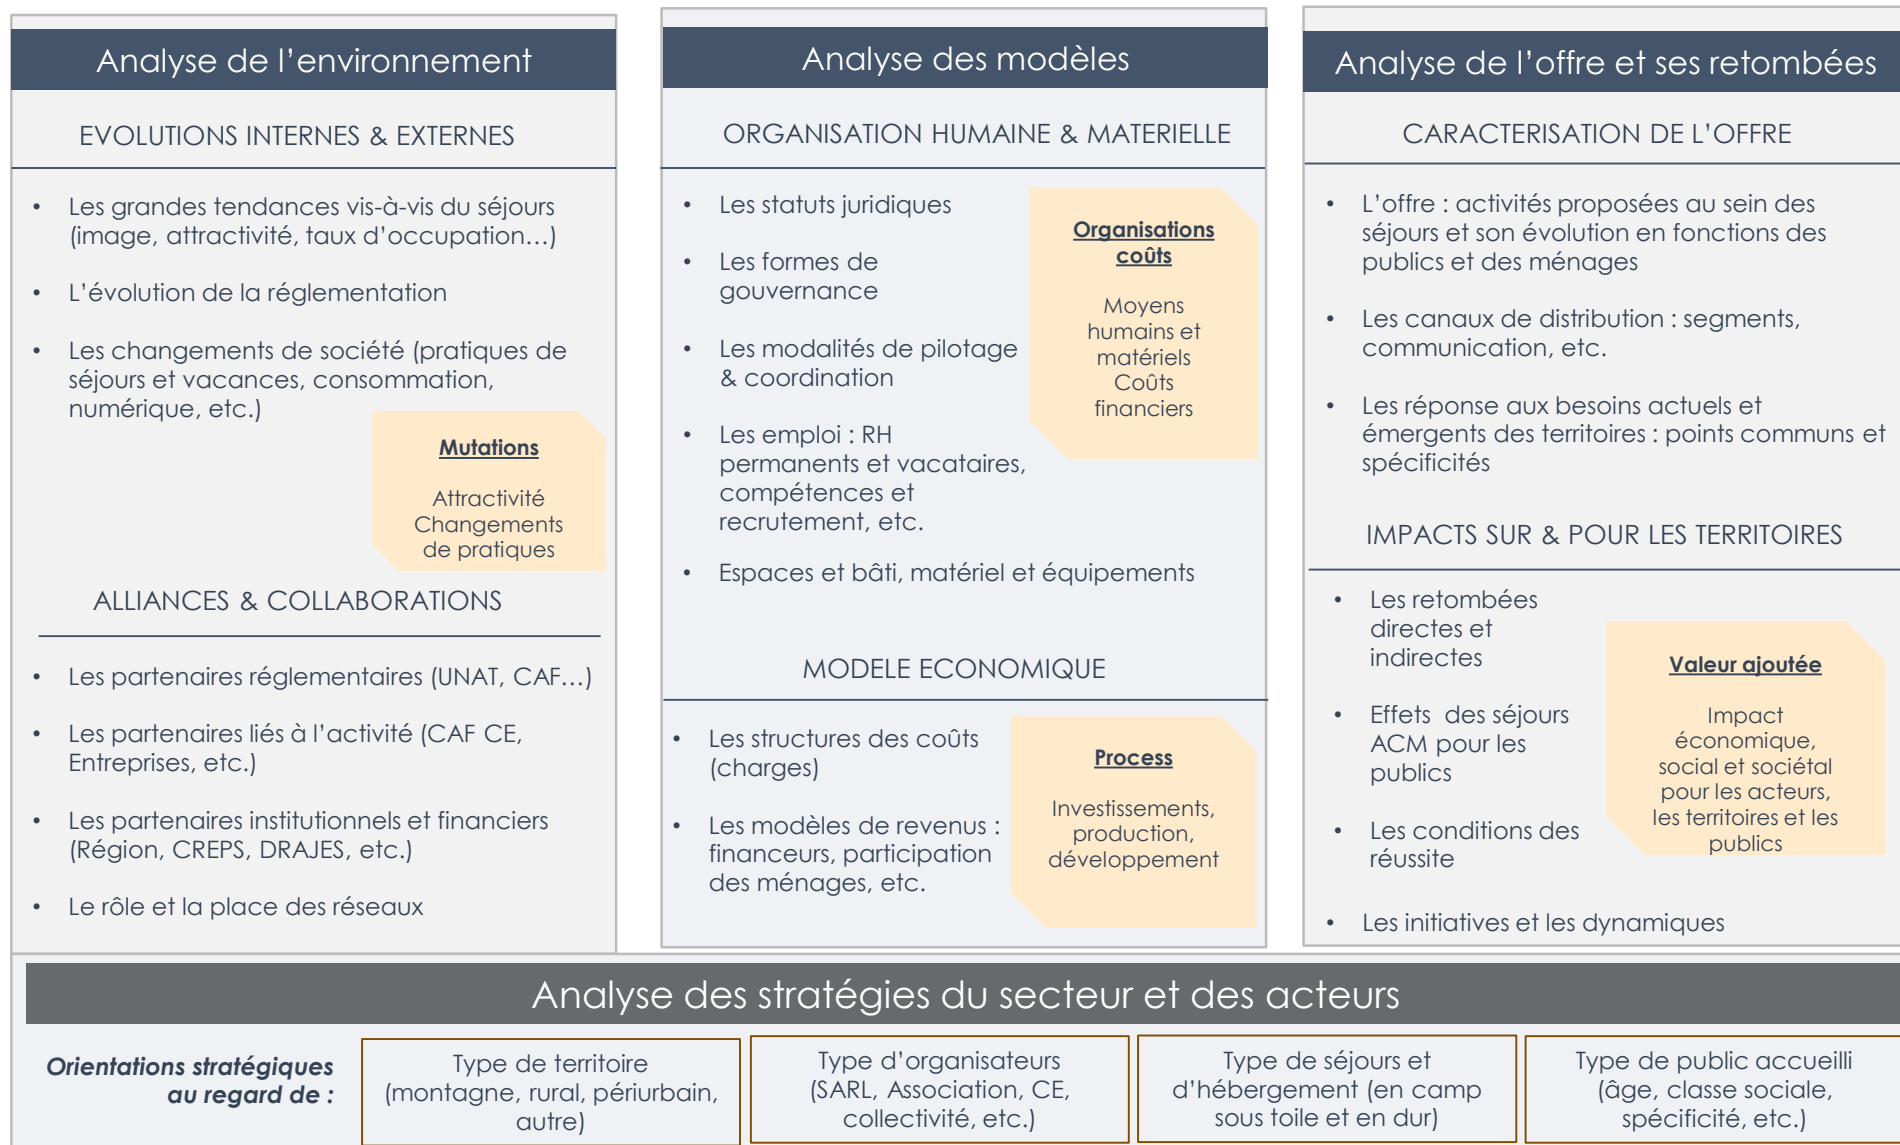 Analyse de l’environnement
EVOLUTIONS INTERNES & EXTERNES
• Les grandes tendances vis-à-vis du séjours
(image, attractivité, taux d’occupation…)
• L’évolution de la réglementation
• Les changements de société (pratiques de
séjours et vacances, consommation,
numérique, etc.)
Mutations
Attractivité
Changements
de pratiques
ALLIANCES & COLLABORATIONS
• Les partenaires réglementaires (UNAT, CAF…)
• Les partenaires liés à l’activité (CAF CE,
Entreprises, etc.)
• Les partenaires institutionnels et financiers
(Région, CREPS, DRAJES, etc.)
• Le rôle et la place des réseaux
Analyse des modèles
ORGANISATION HUMAINE & MATERIELLE
• Les statuts juridiques
• Les formes de
gouvernance
• Les modalités de pilotage
& coordination
• Les emploi : RH
permanents et vacataires,
compétences et
recrutement, etc.
• Espaces et bâti, matériel et équipements
Organisations
coûts
Moyens
humains et
matériels
Coûts
financiers
MODELE ECONOMIQUE
• Les structures des coûts
(charges)
• Les modèles de revenus :
financeurs, participation
des ménages, etc.
Process
Investissements,
production,
développement
Analyse de l’offre et ses retombées
CARACTERISATION DE L’OFFRE
• L’offre : activités proposées au sein des
séjours et son évolution en fonctions des
publics et des ménages
• Les canaux de distribution : segments,
communication, etc.
• Les réponse aux besoins actuels et
émergents des territoires : points communs et
spécificités
IMPACTS SUR & POUR LES TERRITOIRES
• Les retombées
directes et
indirectes
• Effets des séjours
ACM pour les
publics
• Les conditions des
réussite
• Les initiatives et les dynamiques
Valeur ajoutée
Impact
économique,
social et sociétal
pour les acteurs,
les territoires et les
publics
Analyse des stratégies du secteur et des acteurs
Orientations stratégiques
au regard de :
Type de territoire
(montagne, rural, périurbain,
autre)
Type d’organisateurs
(SARL, Association, CE,
collectivité, etc.)
Type de séjours et
d’hébergement (en camp
sous toile et en dur)
Type de public accueilli
(âge, classe sociale,
spécificité, etc.)